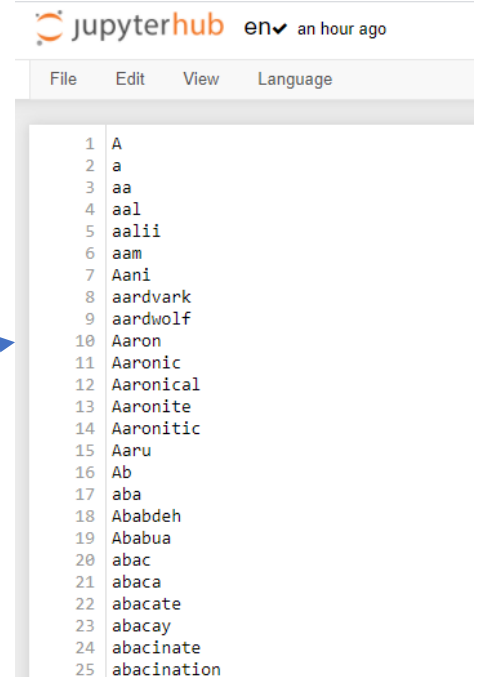 jupyterhub en✔ an hour ago
File Edit View Language
1 A
2 a
3 aa
4 aal
5 aalii
6 aam
7 Aani
8 aardvark
9 aardwolf
10 Aaron
11 Aaronic
12 Aaronical
13 Aaronite
14 Aaronitic
15 Aaru
16 Ab
17 aba
18 Ababdeh
19 Ababua
20 abac
21 abaca
22 abacate
23 abacay
24 abacinate
25 abacination